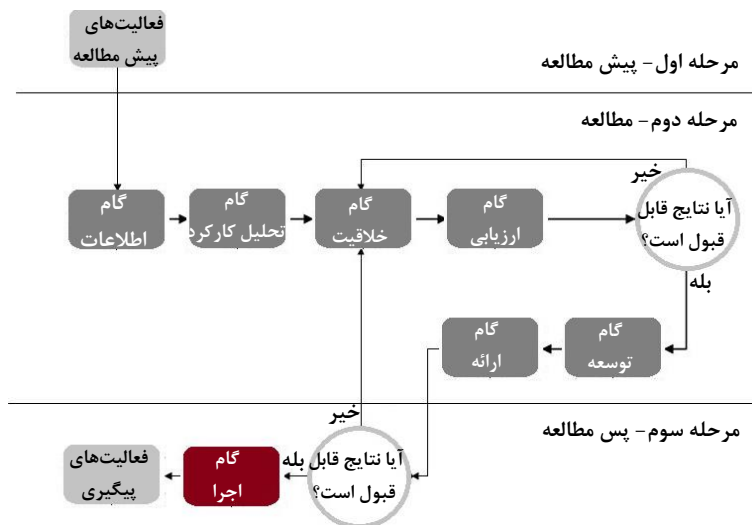 فعالیت‌های
پیش مطالعه
مرحله اول- پیش مطالعه
مرحله دوم- مطالعه
خیر
گام
اطلاعات
گام
تحلیل کارکرد
گام
خلاقیت
گام
ارزیابی
آیا نتایج قابل
قبول است؟
بله
گام
توسعه
گام
ارائه
خیر
مرحله سوم- پس مطالعه
آیا نتایج قابل
قبول است؟
بله
گام
اجرا
فعالیت‌های
پیگیری